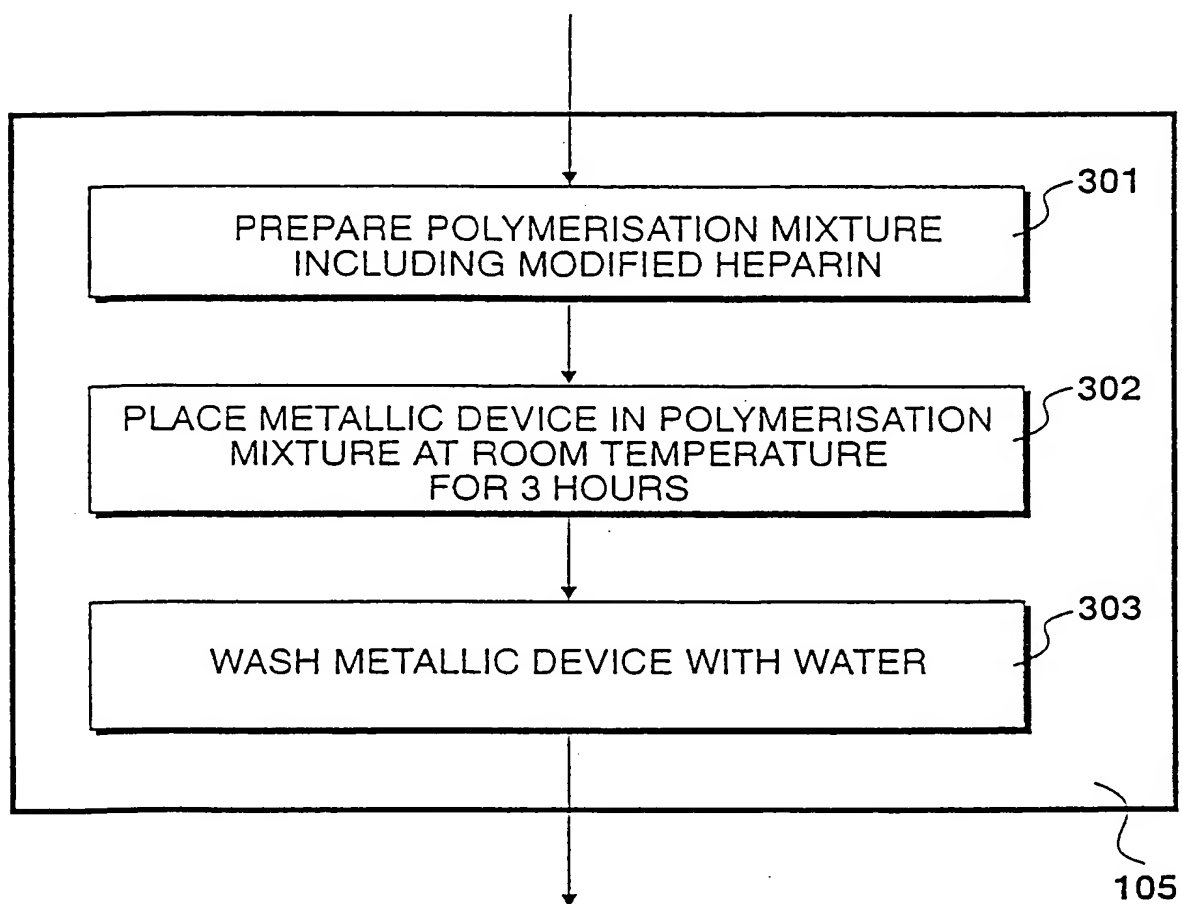 301
PREPARE POLYMERISATION MIXTURE
INCLUDING MODIFIED HEPARIN
302
PLACE METALLIC DEVICE IN POLYMERISATION
MIXTURE AT ROOM TEMPERATURE
FOR 3 HOURS
303
WASH METALLIC DEVICE WITH WATER
105